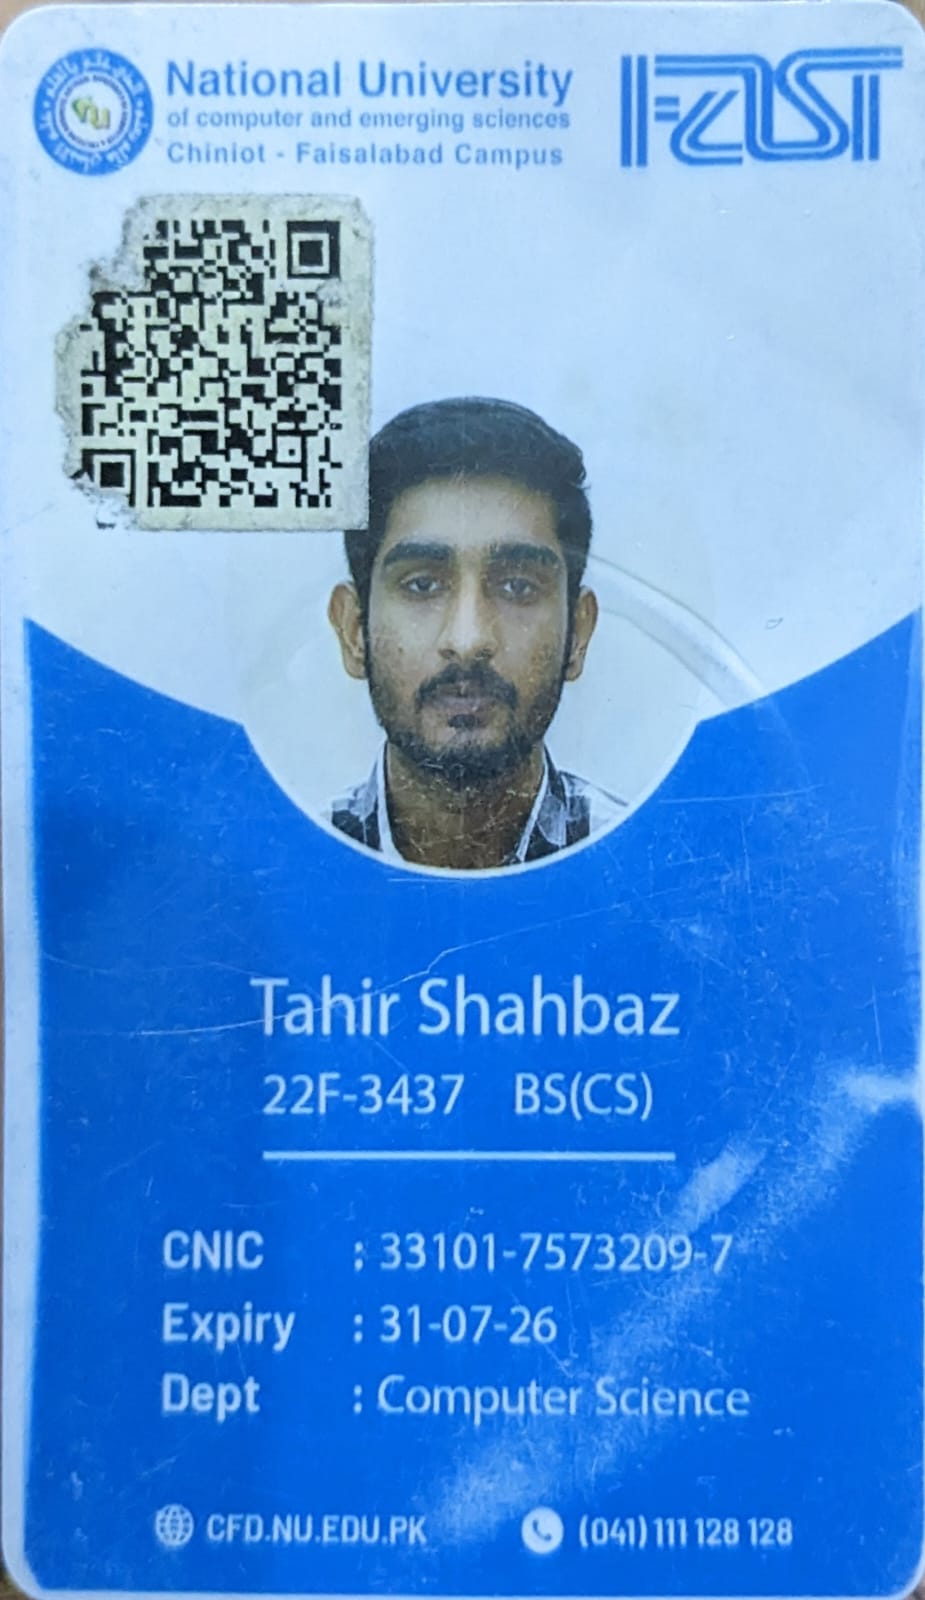 National University
of computer and emerging sciences
Chiniot - Faisalabad Campus
FAST
Tahir Shahbaz
22F-3437 BS(CS)
CNIC : 33101-7573209-7
Expiry : 31-07-26
Dept : Computer Science
CFD.NU.EDU.PK
(041) 111 128 128